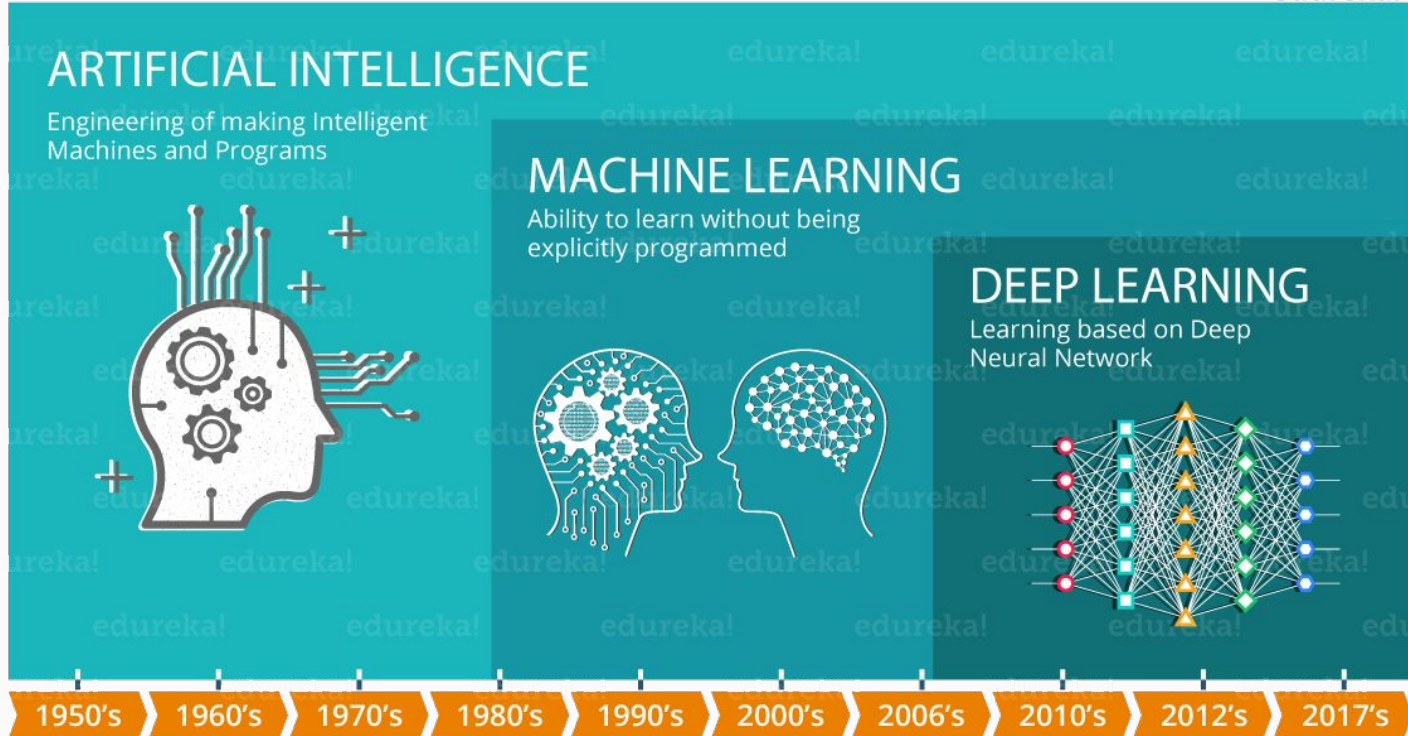 ARTIFICIAL INTELLIGENCE
Engineering of making Intelligent
Machines and Programs
MACHINE LEARNING
Ability to learn without being
explicitly programmed
DEEP LEARNING
Learning based on Deep
Neural Network
1950's 1960's 1970's 1980's 1990's 2000's 2006's 2010's 2012's 2017's
edureka!